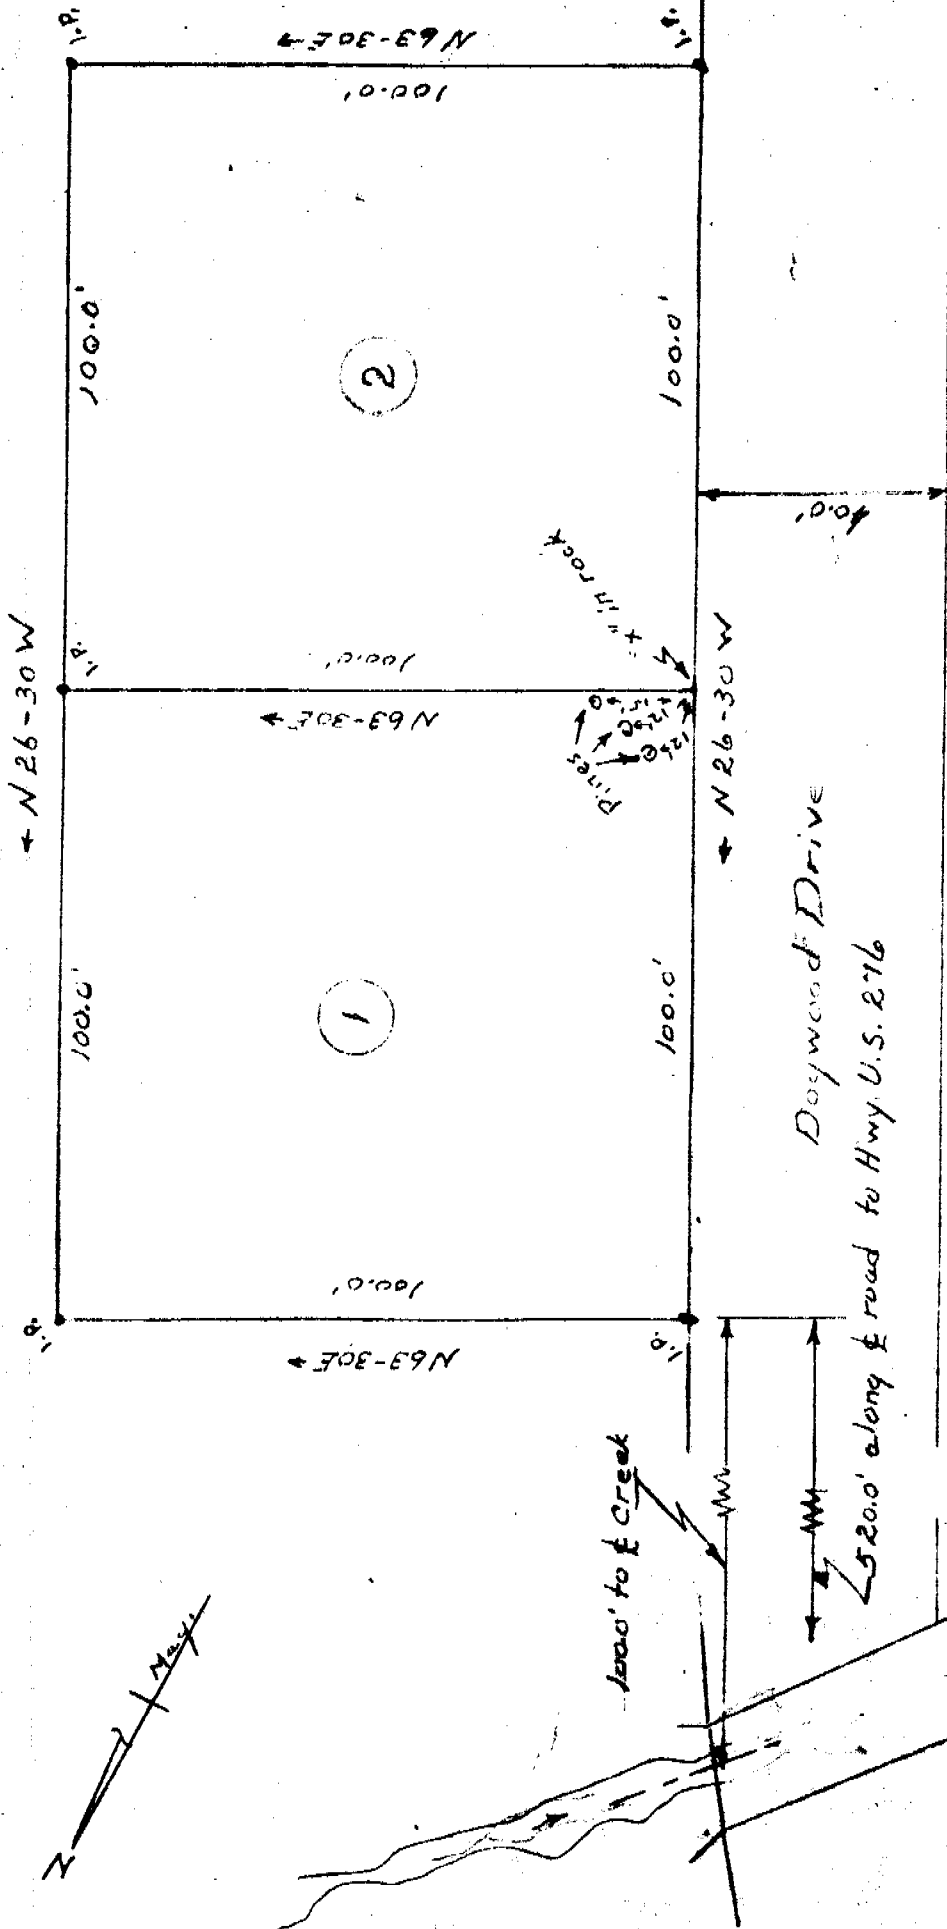 ← N 26-30 W
I.P.
N 63-30E →
100.0'
I.P.
100.0'
2
100.0'
40.0'
"+" in rock
I.P.
100.0'
N 63-30E →
Pines
← N 26-30 W
100.0'
1
100.0'
Dogwood Drive
520.0' along ℄ road to Hwy. U.S. 276
I.P.
100.0'
N 63-30E →
I.P.
to ℄ Creek
Mag.
N